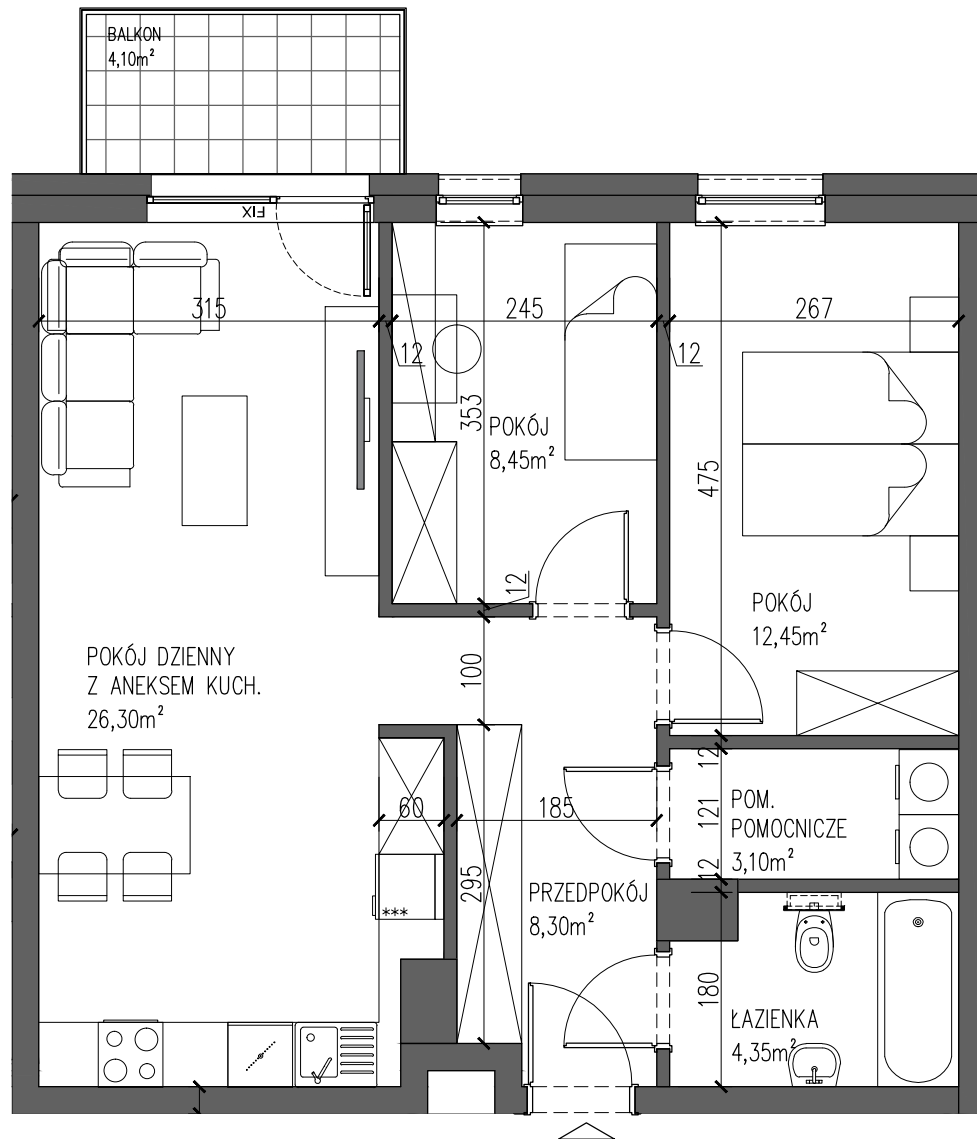 BALKON
4,10m²
FIX
315
245
267
12
12
353
POKÓJ
8,45m²
475
12
POKÓJ
12,45m²
POKÓJ DZIENNY
Z ANEKSEM KUCH.
26,30m²
100
12
60
185
121
POM.
POMOCNICZE
3,10m²
12
295
PRZEDPOKÓJ
8,30m²
***
180
ŁAZIENKA
4,35m²